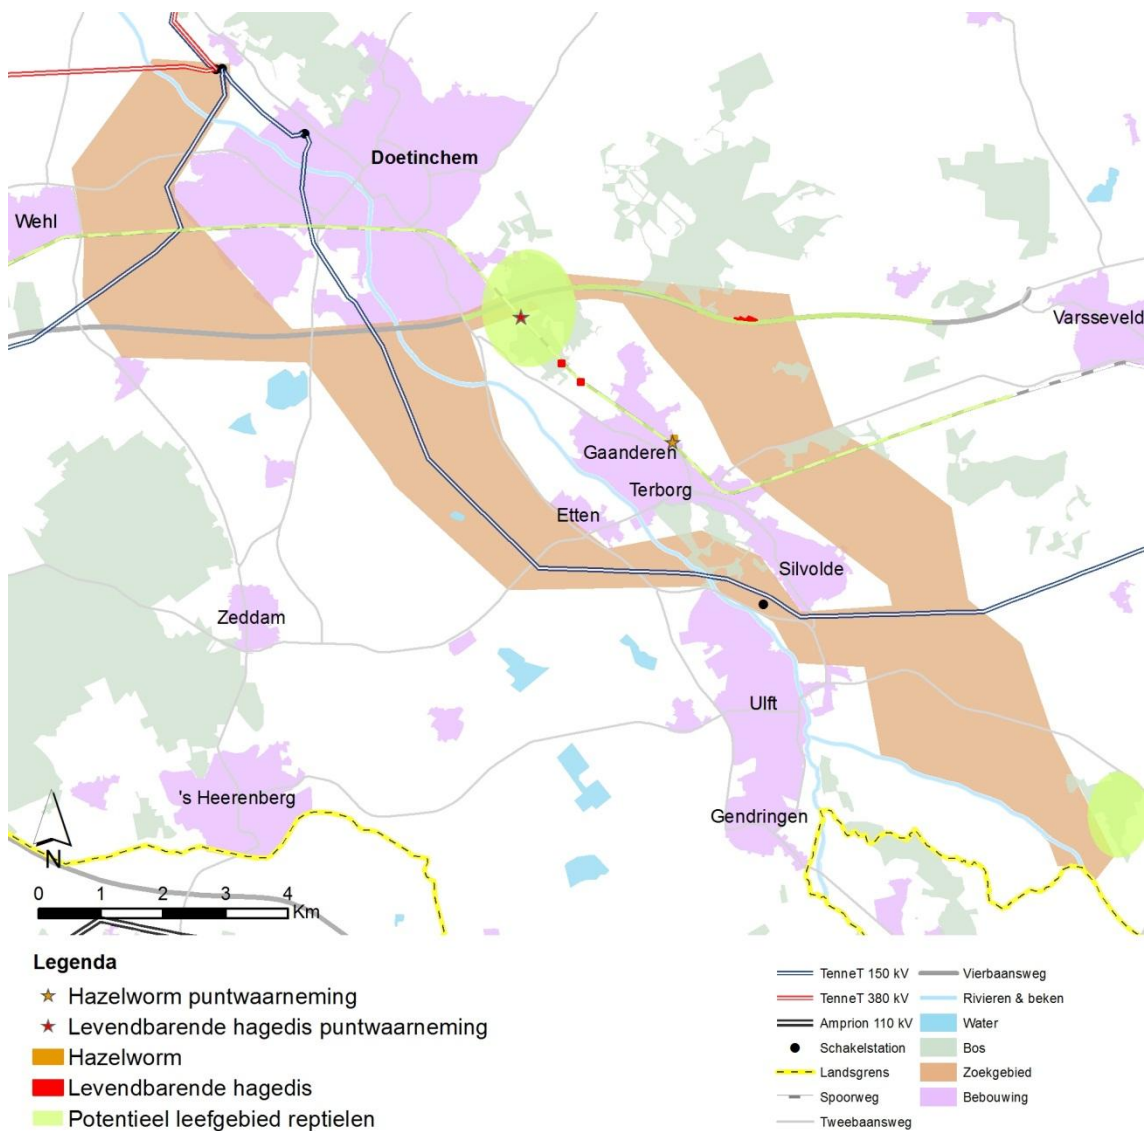 Doetinchem
Wehl
Varsseveld
Gaanderen
Terborg
Etten
Silvolde
Zeddam
Ulft
's Heerenberg
Gendringen
N
0 1 2 3 4
Km
Legenda
Hazelworm puntwaarneming
Levendbarende hagedis puntwaarneming
Hazelworm
Levendbarende hagedis
Potentieel leefgebied reptielen
TenneT 150 kV
TenneT 380 kV
Amprion 110 kV
Schakelstation
Landsgrens
Spoorweg
Tweebaansweg
Vierbaansweg
Rivieren & beken
Water
Bos
Zoekgebied
Bebouwing